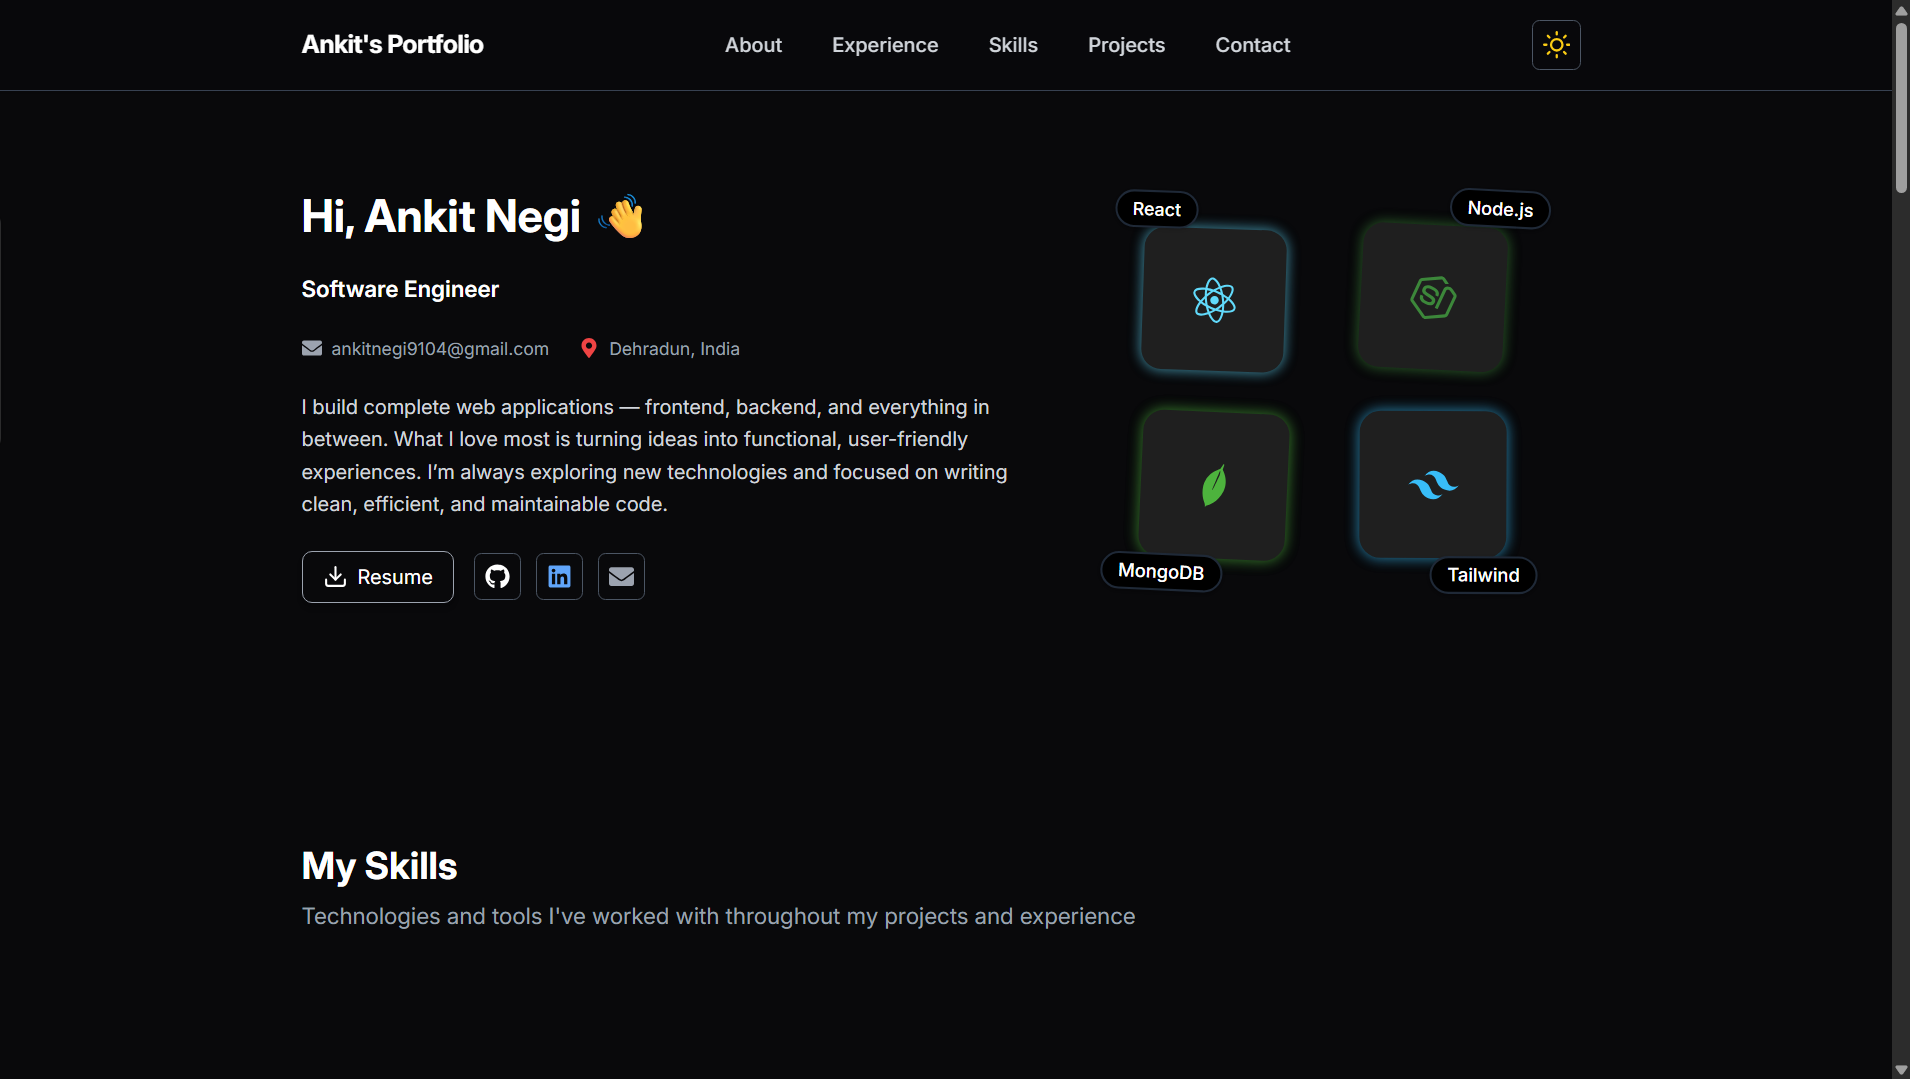 Ankit's Portfolio
About
Experience
Skills
Projects
Contact
Hi, Ankit Negi 👋
Software Engineer
ankitnegi9104@gmail.com
Dehradun, India
I build complete web applications — frontend, backend, and everything in
between. What I love most is turning ideas into functional, user-friendly
experiences. I’m always exploring new technologies and focused on writing
clean, efficient, and maintainable code.
Resume
React
Node.js
MongoDB
Tailwind
My Skills
Technologies and tools I've worked with throughout my projects and experience